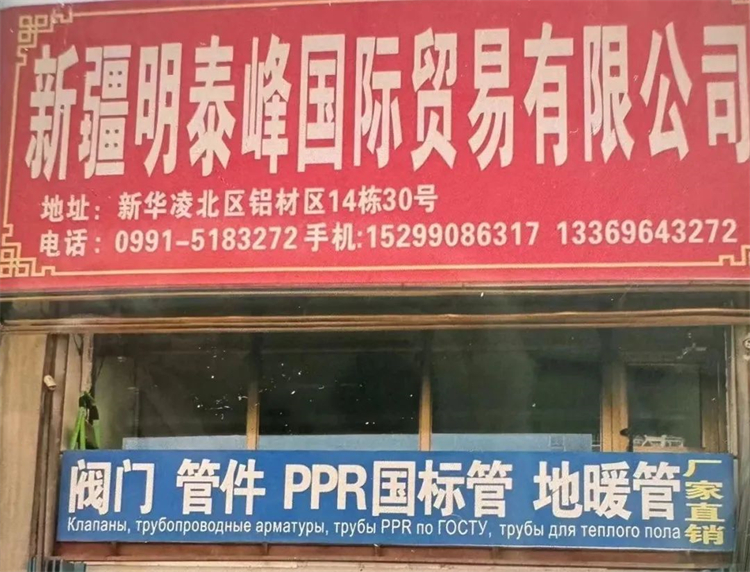 新疆明泰峰国际贸易有限公司
地址：新华凌北区铝材区14栋30号
电话：0991-5183272 手机:15299086317 13369643272
阀门 管件 PPR国标管 地暖管
Клапаны, трубопроводные арматуры, трубы PPR по ГОСТУ, трубы для теплого пола
厂家直销